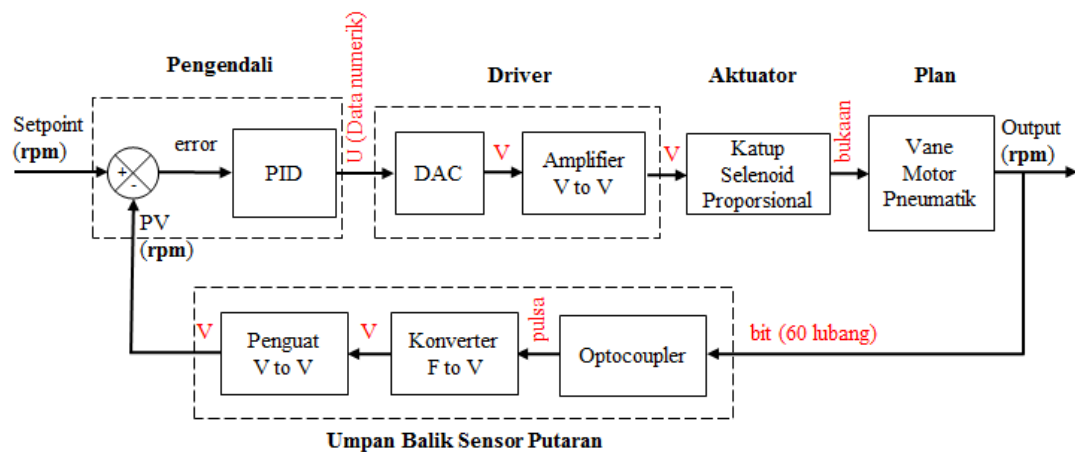 Pengendali
Driver
Aktuator
Plan
Setpoint
(rpm)
+
-
error
PID
U (Data numerik)
DAC
V
Amplifier
V to V
V
Katup
Selenoid
Proporsional
bukaan
Vane
Motor
Pneumatik
Output
(rpm)
PV
(rpm)
V
Penguat
V to V
V
Konverter
F to V
pulsa
Optocoupler
bit (60 lubang)
Umpan Balik Sensor Putaran